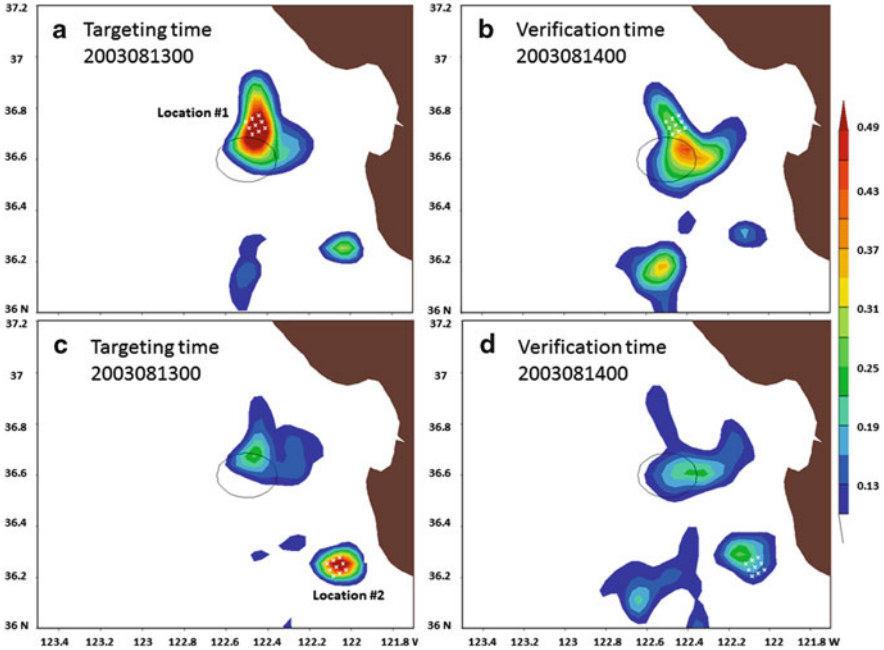 a Targeting time
2003081300
b Verification time
2003081400
37.2
37
36.8
36.6
36.4
36.2
36 N
Location #1
37.2
37
36.8
36.6
36.4
36.2
36 N
0.49
0.43
0.37
0.31
0.25
0.19
0.13
c Targeting time
2003081300
d Verification time
2003081400
37.2
37
36.8
36.6
36.4
36.2
36 N
Location #2
37.2
37
36.8
36.6
36.4
36.2
36 N
123.4 123.2 123 122.8 122.6 122.4 122.2 122 121.8 W
123.4 123.2 123 122.8 122.6 122.4 122.2 122 121.8 W